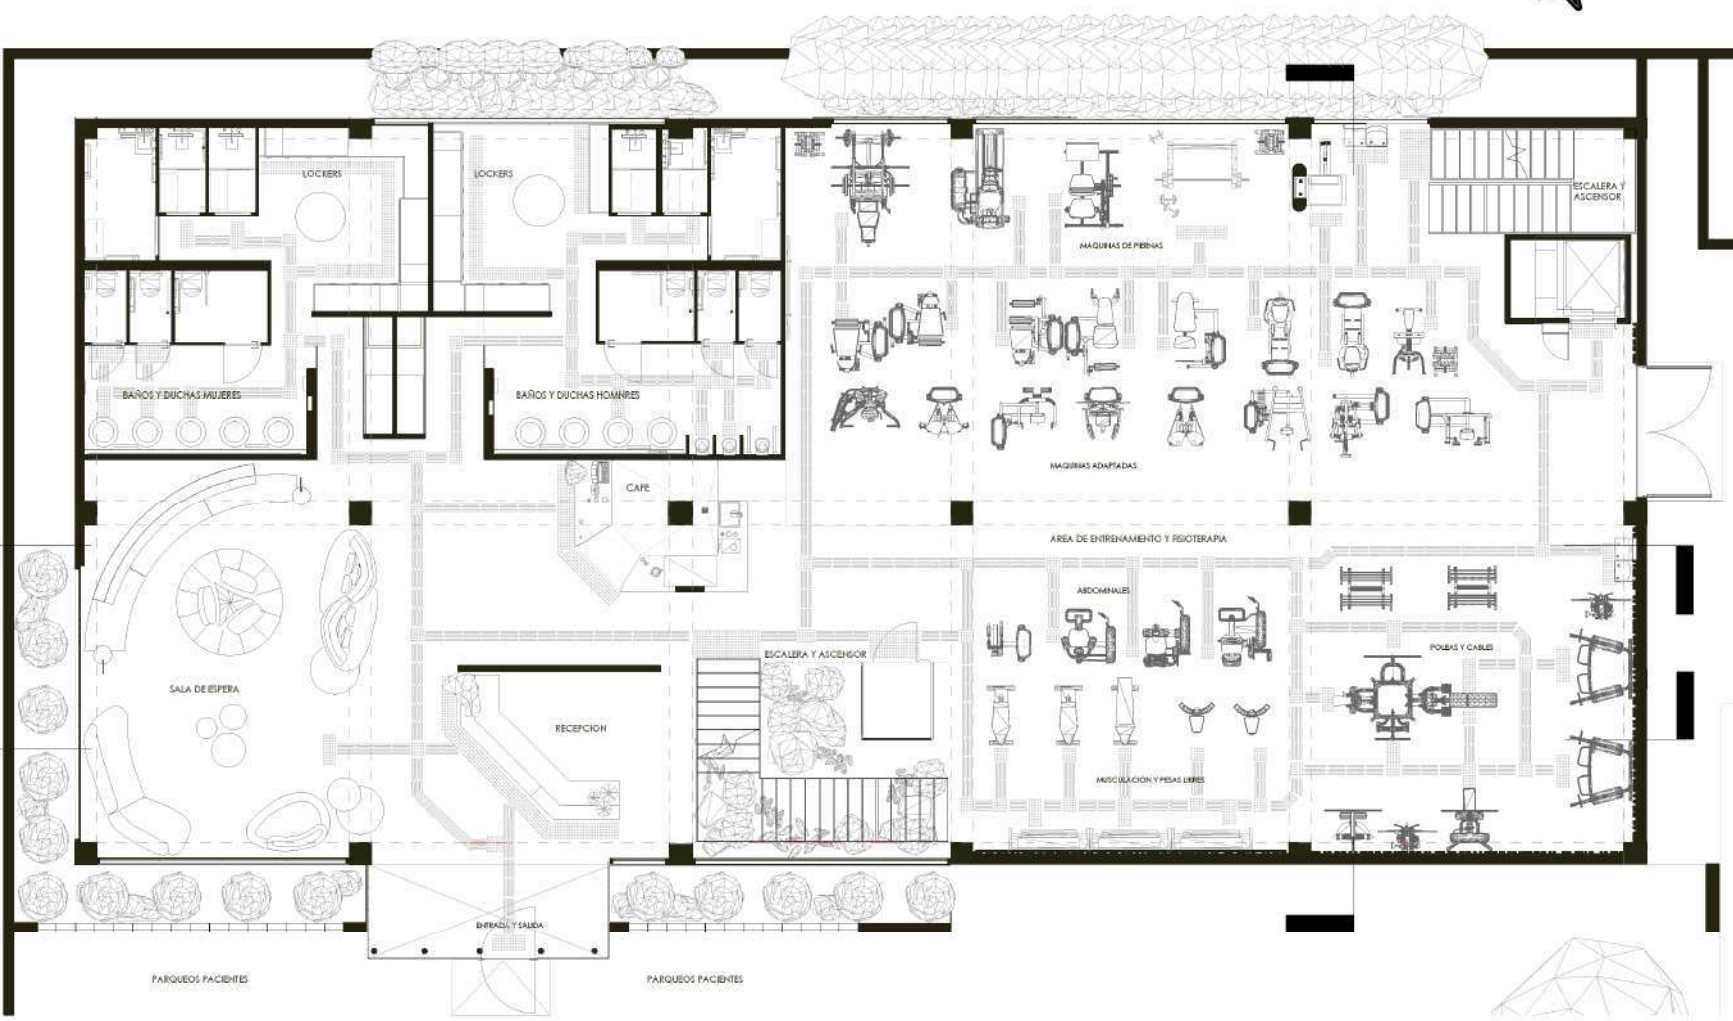 LOCKERS
LOCKERS
ESCALERA Y
ASCENSOR
MAQUINAS DE PIERNAS
BAÑOS Y DUCHAS MUJERES
BAÑOS Y DUCHAS HOMNRES
MAQUINAS ADAPTADAS
CAFE
AREA DE ENTRENAMIENTO Y FISIOTERAPIA
ABDOMINALES
ESCALERA Y ASCENSOR
POLEAS Y CABLES
SALA DE ESPERA
RECEPCION
MUSCULACION Y PESAS LIBRES
ENTRADA Y SALIDA
PARQUEOS PACIENTES
PARQUEOS PACIENTES